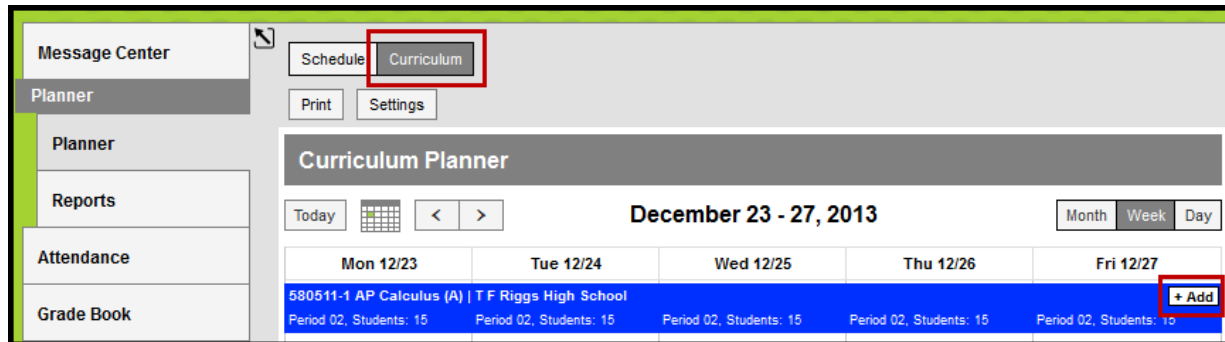 Message Center
Planner
Planner
Reports
Attendance
Grade Book
Schedule Curriculum
Print Settings
Curriculum Planner
Today < > December 23 - 27, 2013 Month Week Day
Mon 12/23 Tue 12/24 Wed 12/25 Thu 12/26 Fri 12/27
580511-1 AP Calculus (A) | T F Riggs High School + Add
Period 02, Students: 15 Period 02, Students: 15 Period 02, Students: 15 Period 02, Students: 15 Period 02, Students: 15